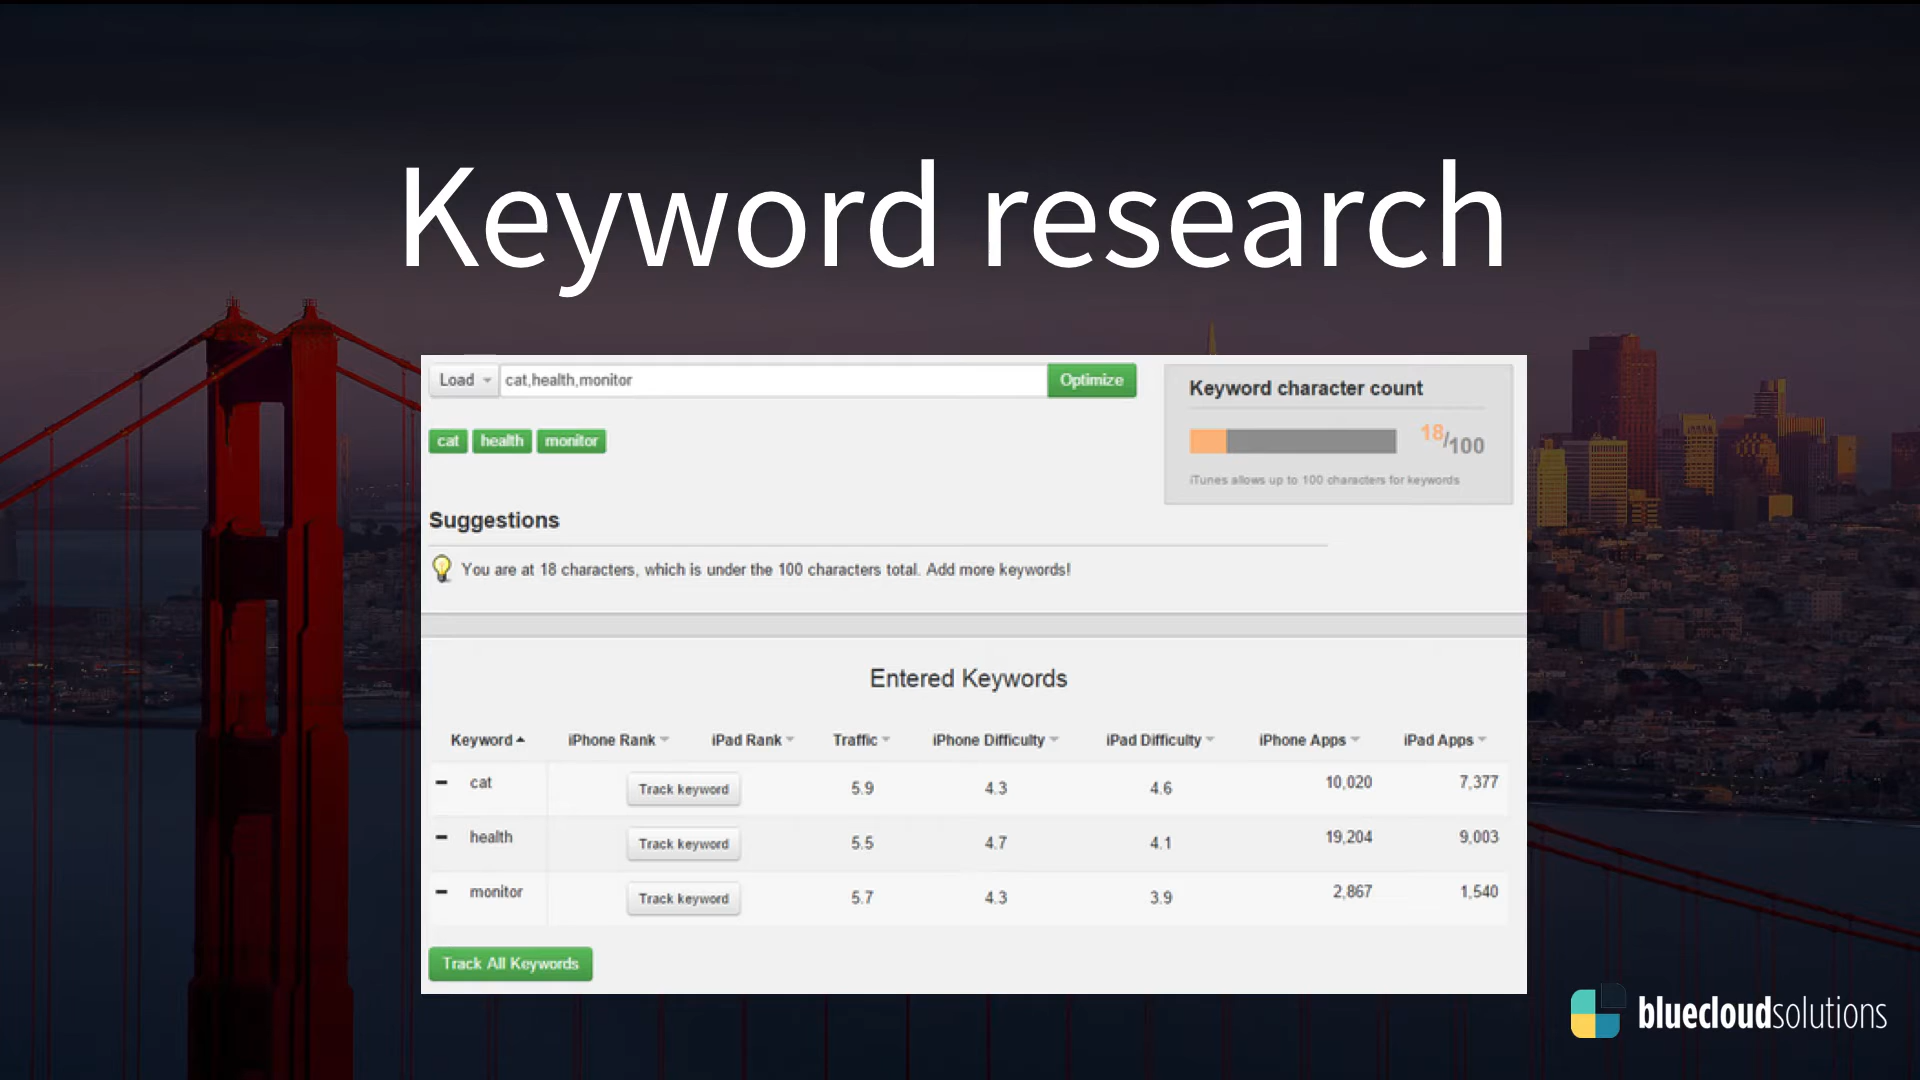 Keyword research
Load cat,health,monitor Optimize
cat health monitor
Keyword character count
18/100
iTunes allows up to 100 characters for keywords
Suggestions
You are at 18 characters, which is under the 100 characters total. Add more keywords!
Entered Keywords
Keyword iPhone Rank iPad Rank Traffic iPhone Difficulty iPad Difficulty iPhone Apps iPad Apps
cat Track keyword 5.9 4.3 4.6 10,020 7,377
health Track keyword 5.5 4.7 4.1 19,204 9,003
monitor Track keyword 5.7 4.3 3.9 2,867 1,540
Track All Keywords
bluecloudsolutions